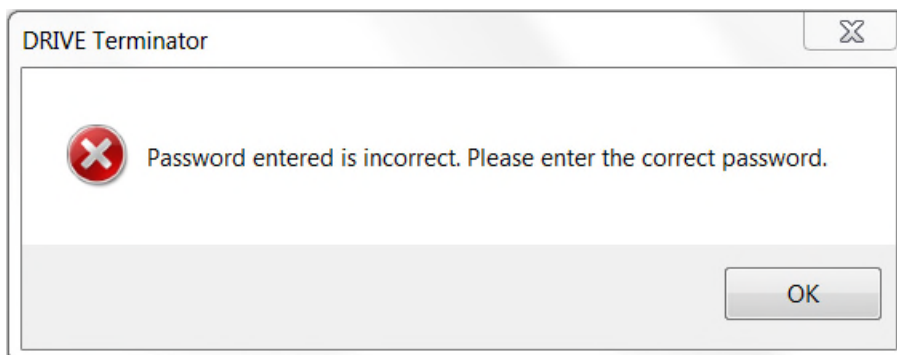 DRIVE Terminator
Password entered is incorrect. Please enter the correct password.
OK